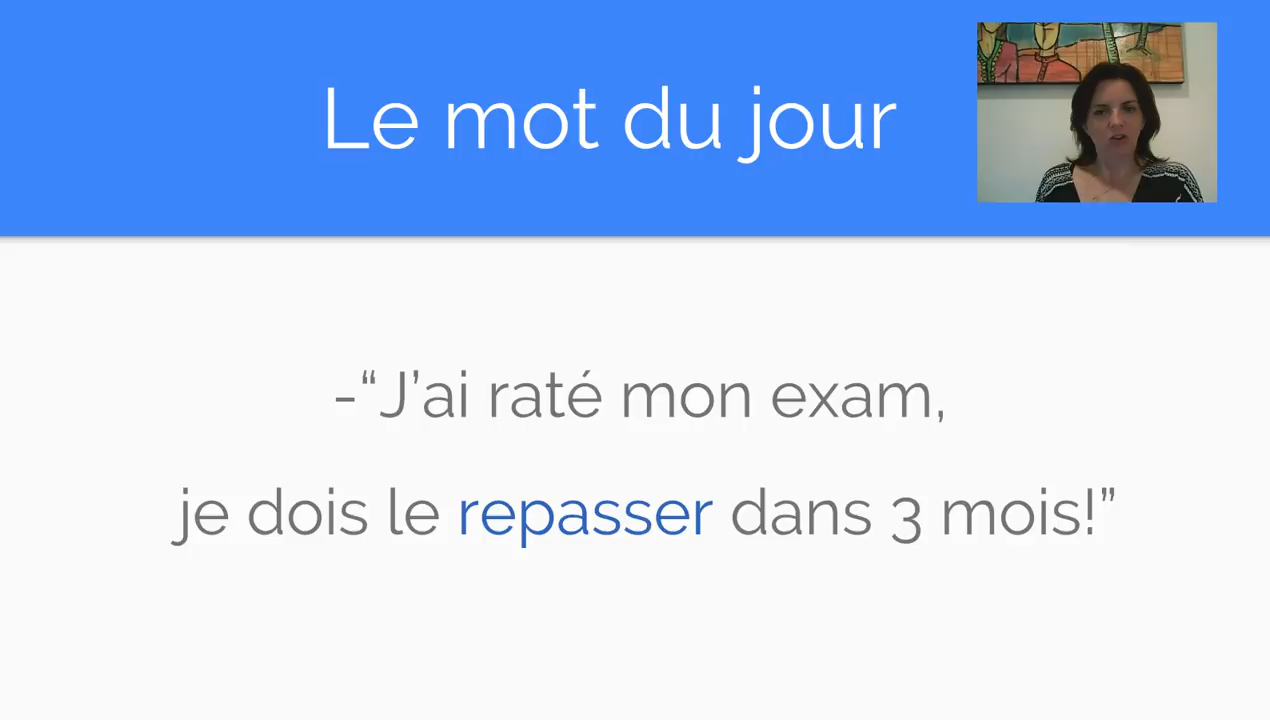 Le mot du jour
-“J’ai raté mon exam,
je dois le repasser dans 3 mois!”